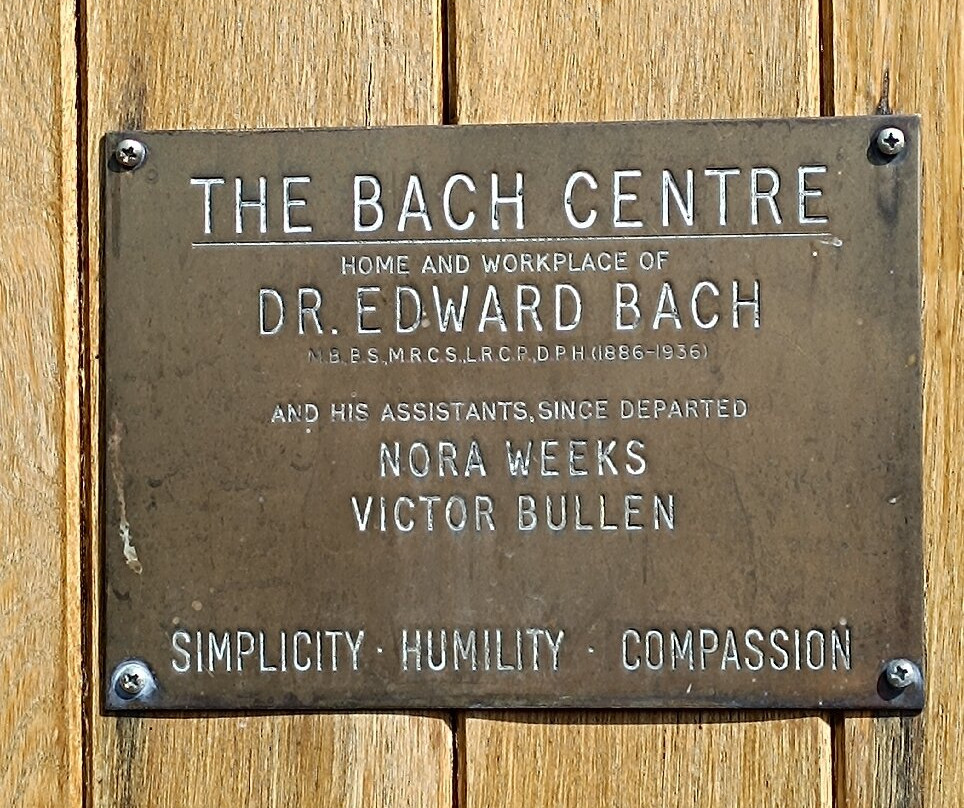 THE BACH CENTRE
HOME AND WORKPLACE OF
DR. EDWARD BACH
M.B.,B.S.,M.R.C.S.,L.R.C.P.,D.P.H.(1886-1936)
AND HIS ASSISTANTS, SINCE DEPARTED
NORA WEEKS
VICTOR BULLEN
SIMPLICITY · HUMILITY · COMPASSION